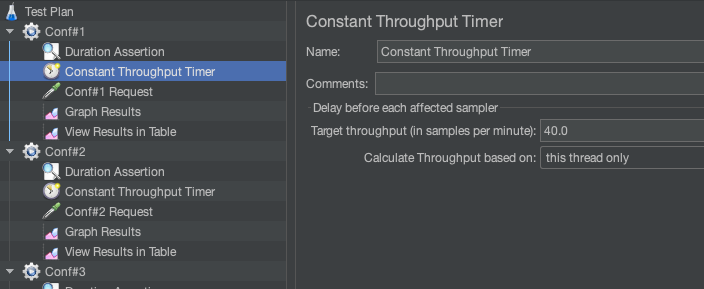 Test Plan
Conf#1
Duration Assertion
Constant Throughput Timer
Conf#1 Request
Graph Results
View Results in Table
Conf#2
Duration Assertion
Constant Throughput Timer
Conf#2 Request
Graph Results
View Results in Table
Conf#3
Duration Assertion
Constant Throughput Timer
Name: Constant Throughput Timer
Comments:
Delay before each affected sampler
Target throughput (in samples per minute): 40.0
Calculate Throughput based on: this thread only